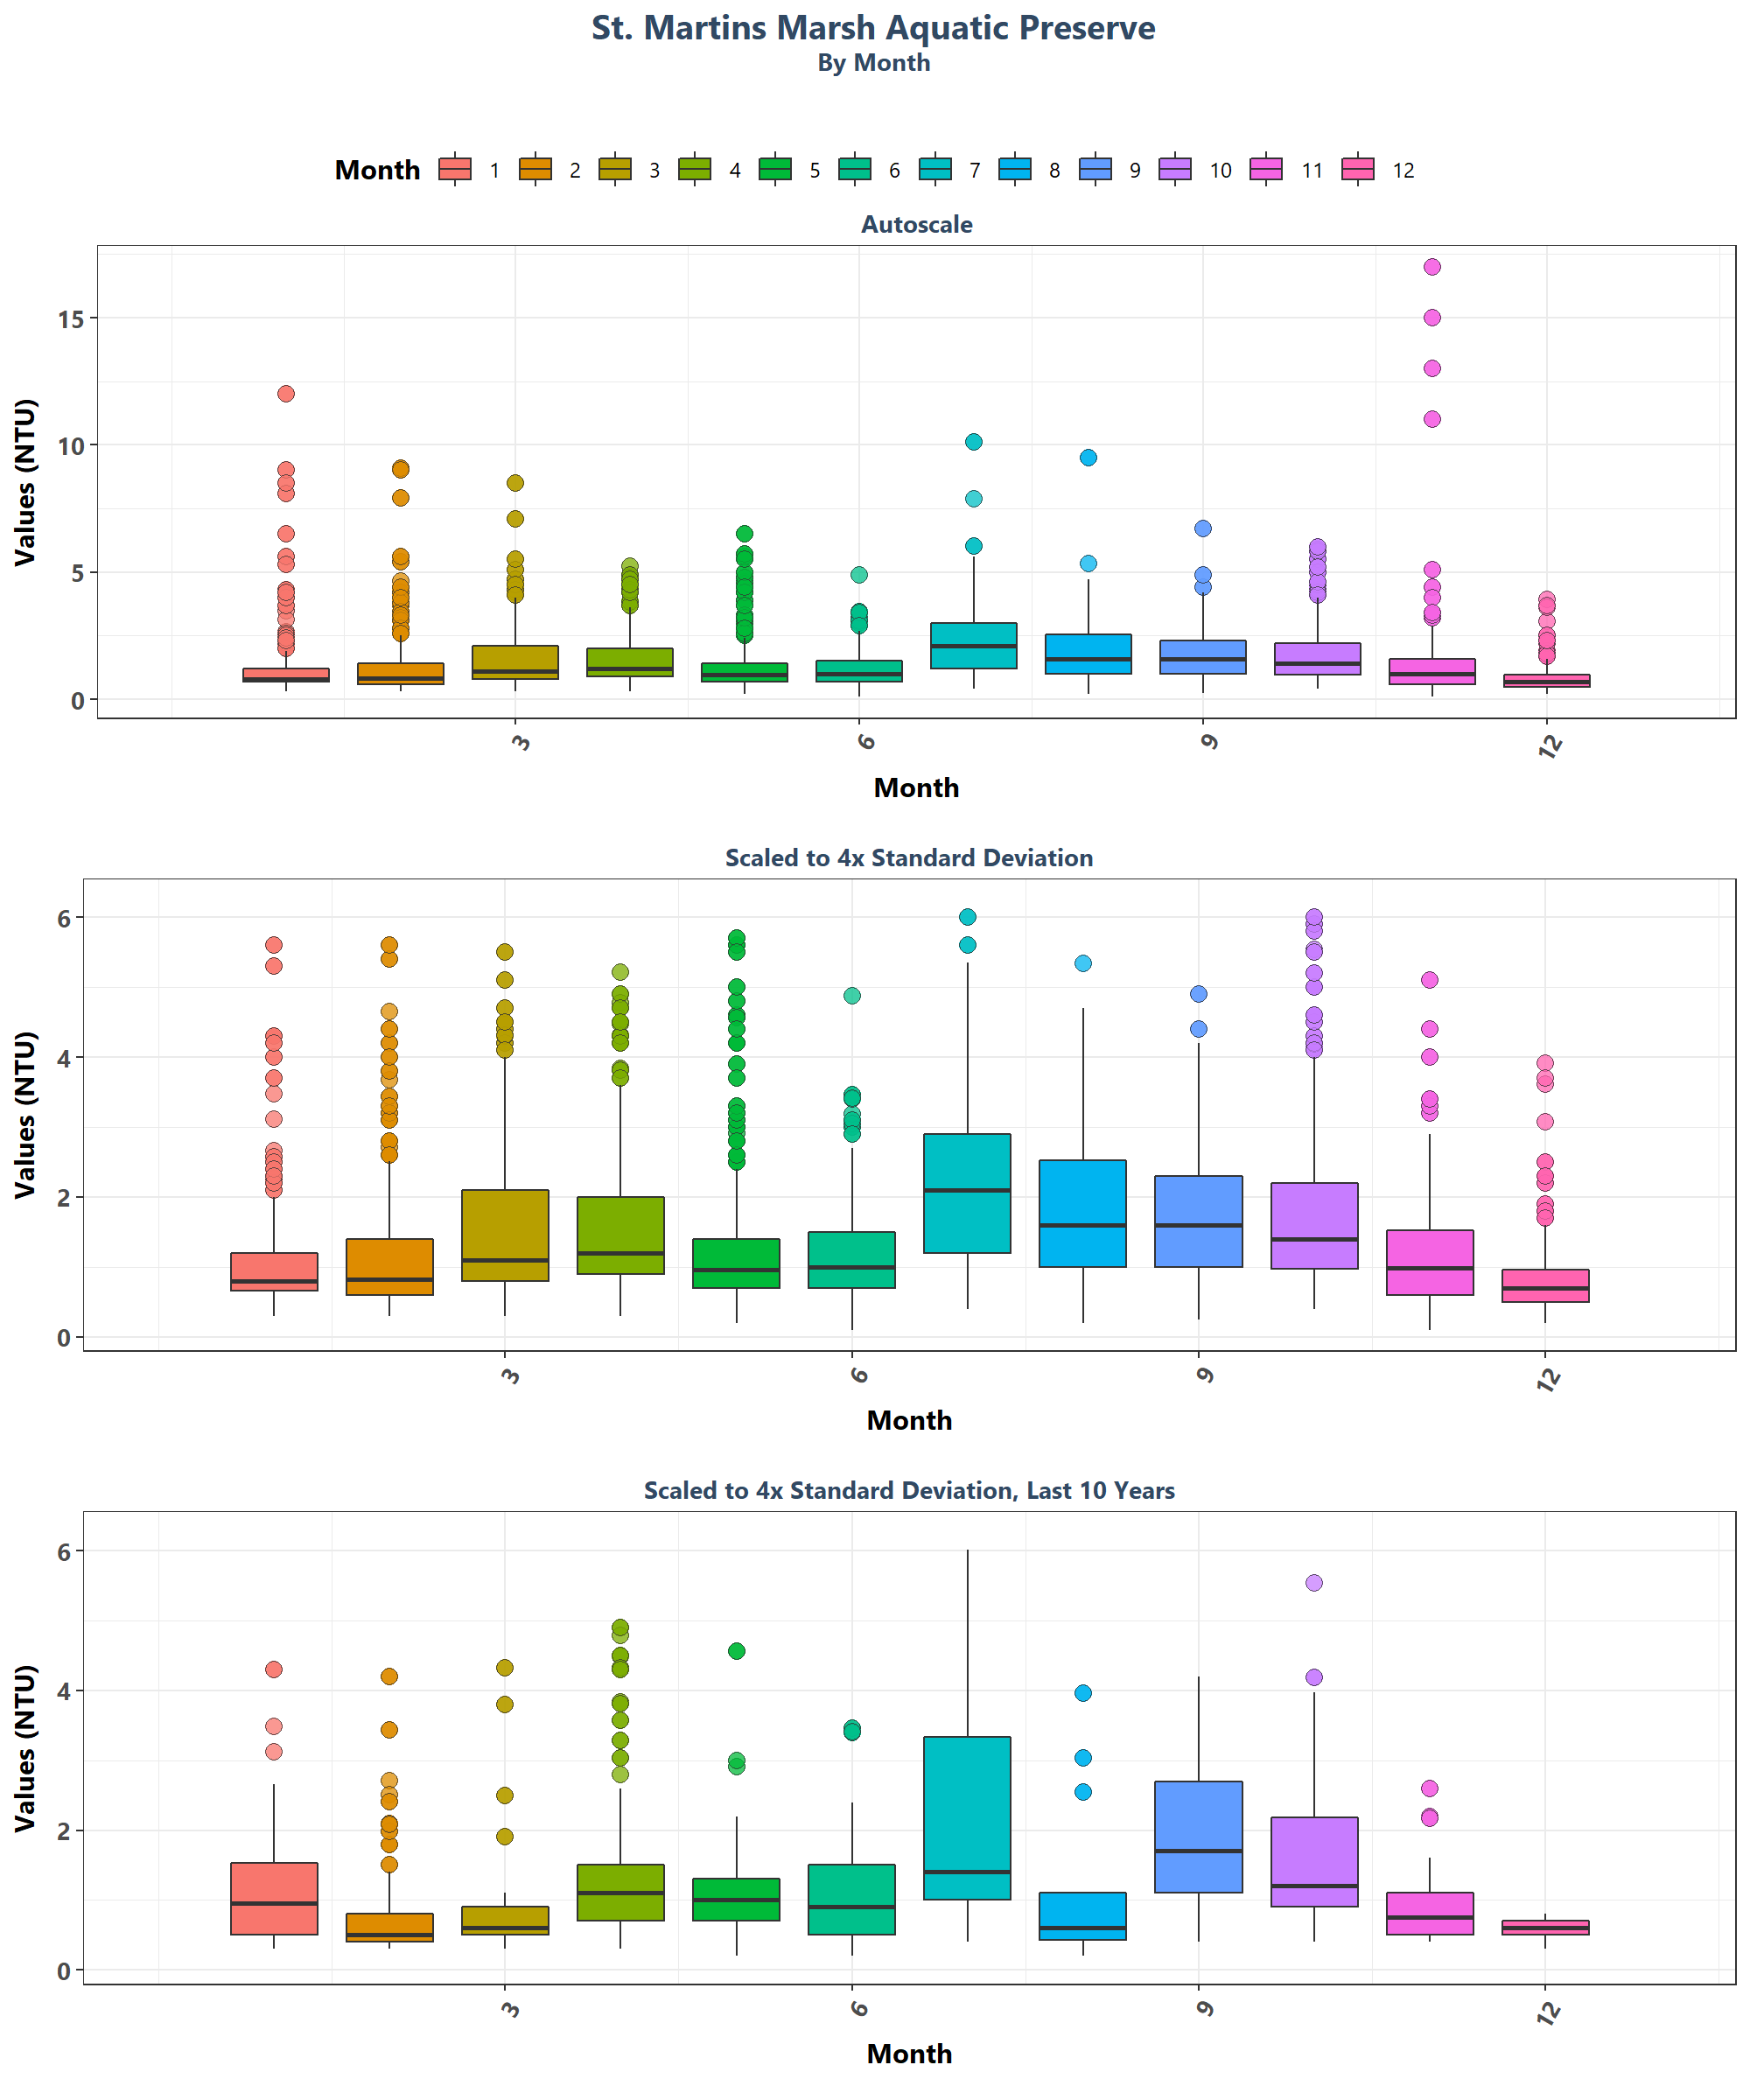 St. Martins Marsh Aquatic Preserve
By Month
Month 1 2 3 4 5 6 7 8 9 10 11 12
Autoscale
Values (NTU)
15
10
5
0
3 6 9 12
Month
Scaled to 4x Standard Deviation
Values (NTU)
6
4
2
0
3 6 9 12
Month
Scaled to 4x Standard Deviation, Last 10 Years
Values (NTU)
6
4
2
0
3 6 9 12
Month